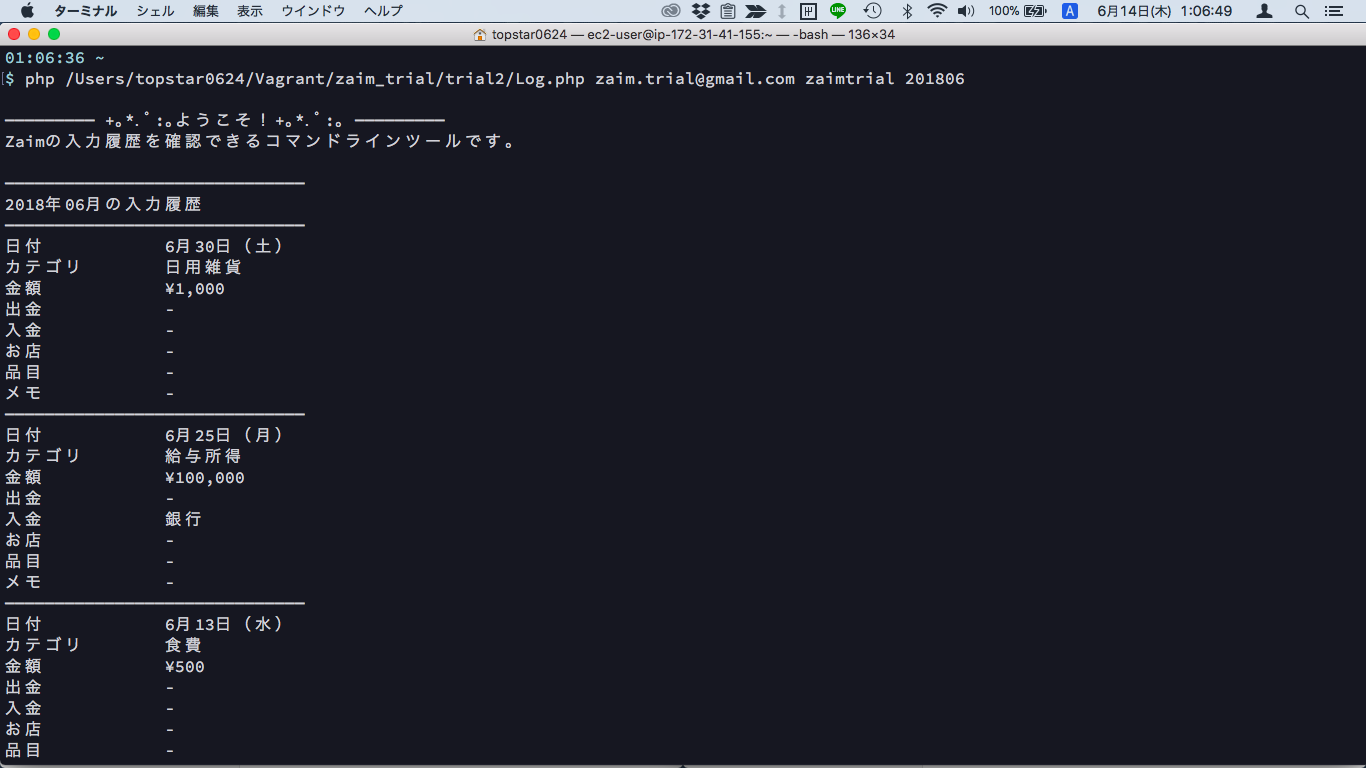 ターミナル シェル 編集 表示 ウインドウ ヘルプ LINE 100% A 6月14日(木) 1:06:49
topstar0624 — ec2-user@ip-172-31-41-155:~ — -bash — 136×34
01:06:36 ~
$ php /Users/topstar0624/Vagrant/zaim_trial/trial2/Log.php zaim.trial@gmail.com zaimtrial 201806
━━━━━━━━━ +｡*.ﾟ:｡ようこそ！+｡*.ﾟ:｡ ━━━━━━━━━
Zaimの入力履歴を確認できるコマンドラインツールです。
━━━━━━━━━━━━━━━━━━━━━━━━━━━━━━
2018年06月の入力履歴
━━━━━━━━━━━━━━━━━━━━━━━━━━━━━━
日付 6月30日（土）
カテゴリ 日用雑貨
金額 ¥1,000
出金 -
入金 -
お店 -
品目 -
メモ -
━━━━━━━━━━━━━━━━━━━━━━━━━━━━━━
日付 6月25日（月）
カテゴリ 給与所得
金額 ¥100,000
出金 -
入金 銀行
お店 -
品目 -
メモ -
━━━━━━━━━━━━━━━━━━━━━━━━━━━━━━
日付 6月13日（水）
カテゴリ 食費
金額 ¥500
出金 -
入金 -
お店 -
品目 -